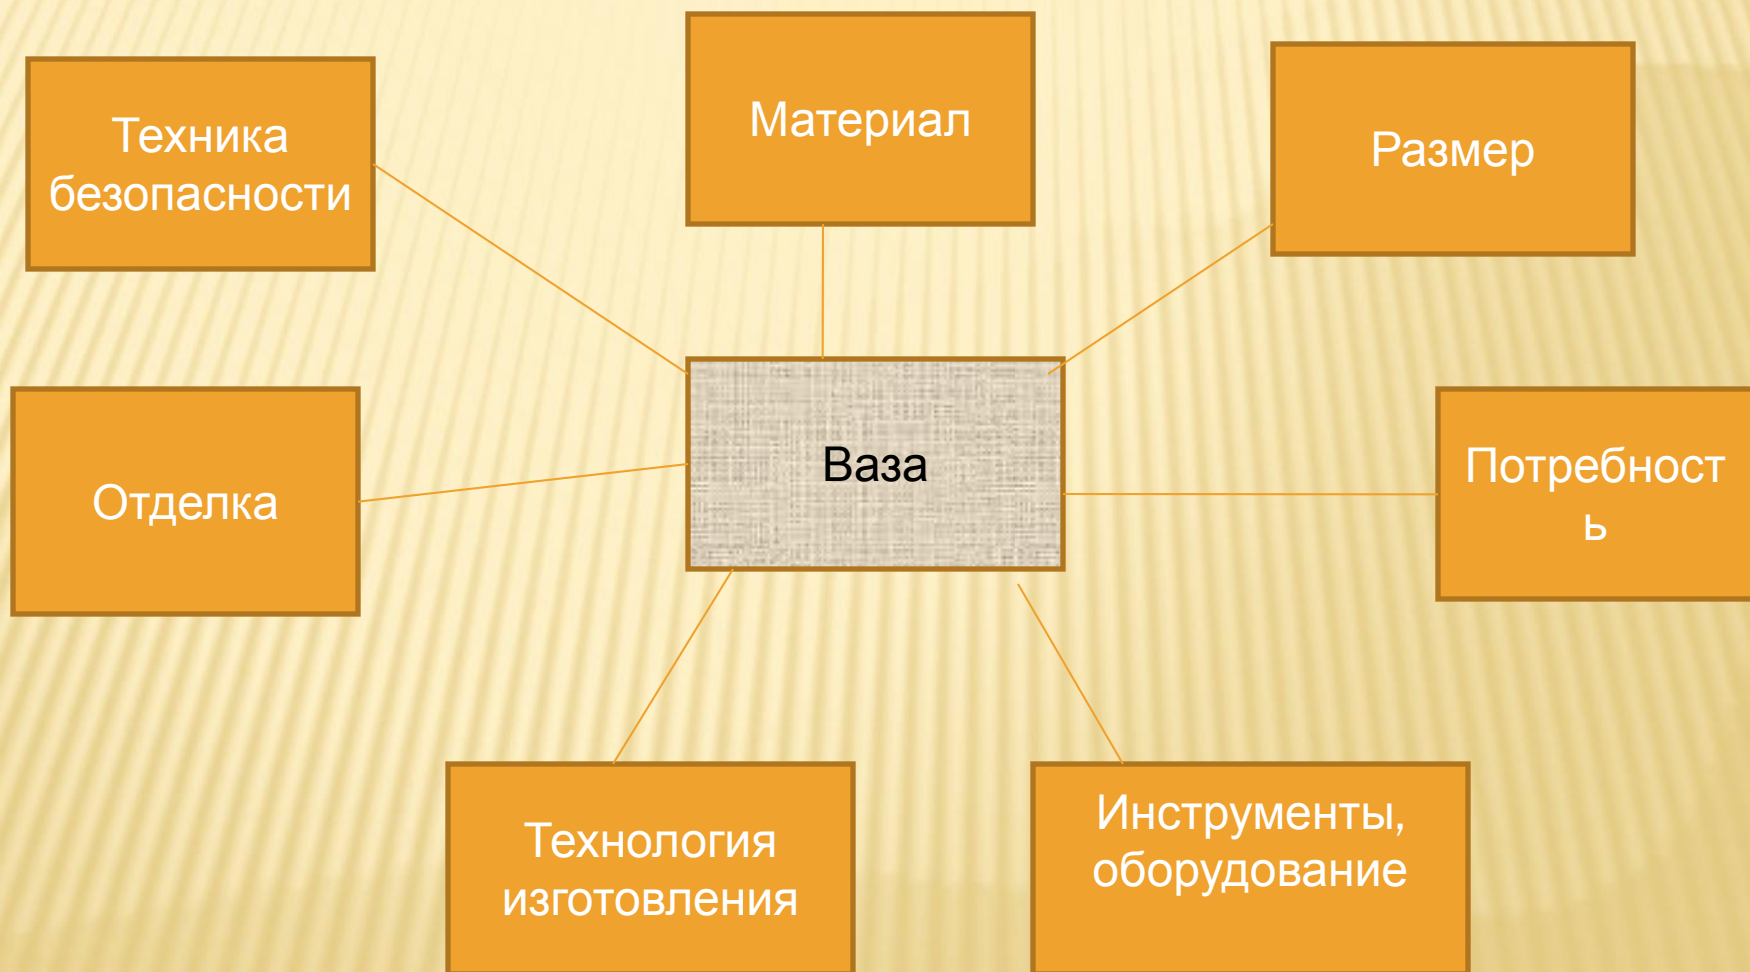 Материал
Техника
безопасности
Размер
Ваза
Отделка
Потребност
ь
Технология
изготовления
Инструменты,
оборудование